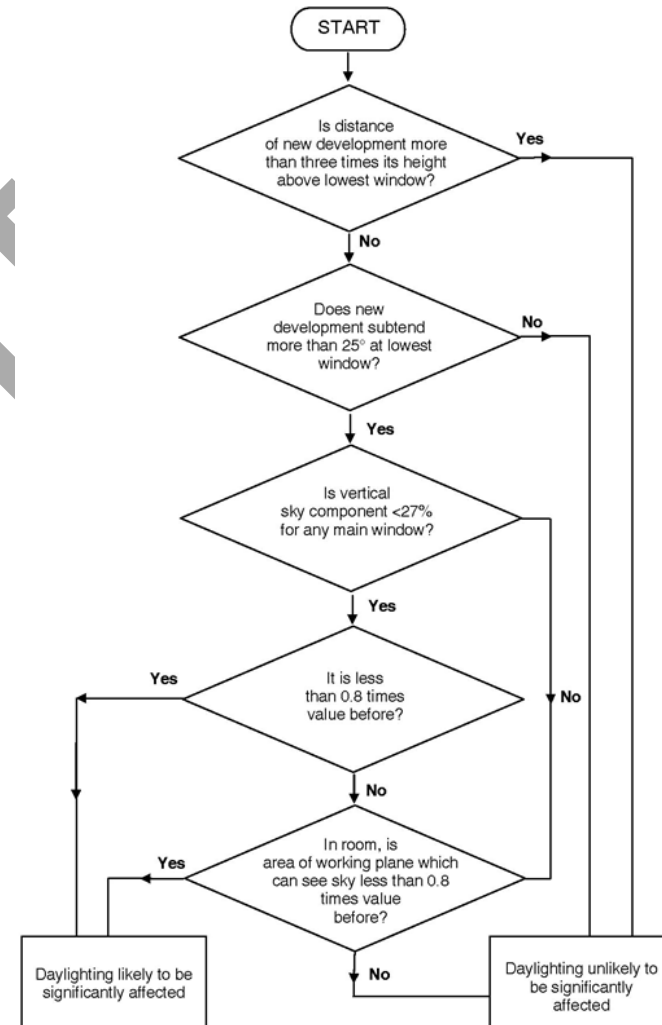 START
Is distance
of new development more
than three times its height
above lowest window?
Yes
No
Does new
development subtend
more than 25° at lowest
window?
No
Yes
Is vertical
sky component <27%
for any main window?
Yes
No
It is less
than 0.8 times
value before?
Yes
No
In room, is
area of working plane which
can see sky less than 0.8
times value
before?
Yes
No
Daylighting likely to be
significantly affected
Daylighting unlikely to
be significantly
affected